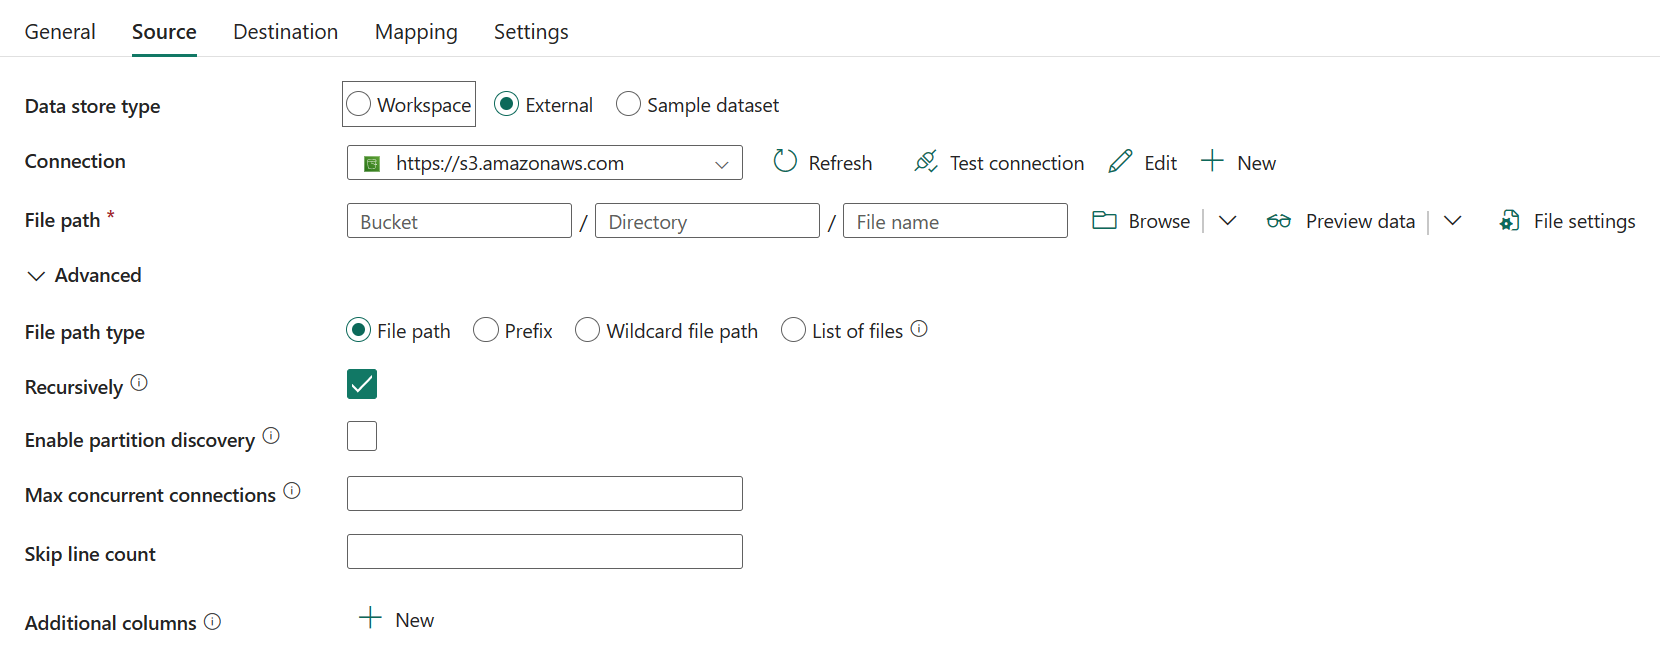 General Source Destination Mapping Settings
Data store type Workspace External Sample dataset
Connection https://s3.amazonaws.com Refresh Test connection Edit New
File path * Bucket / Directory / File name Browse Preview data File settings
Advanced
File path type File path Prefix Wildcard file path List of files
Recursively
Enable partition discovery
Max concurrent connections
Skip line count
Additional columns New